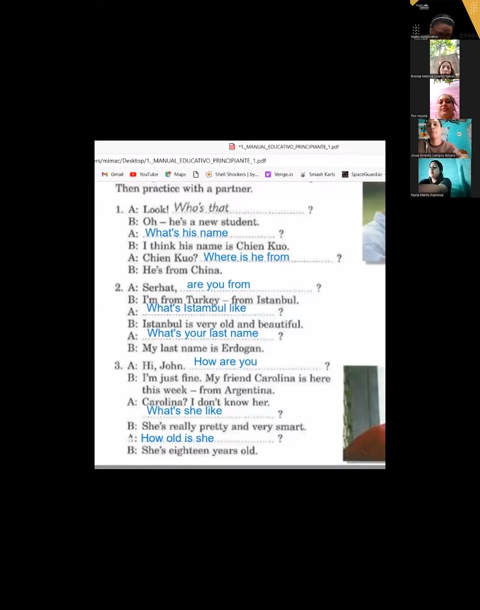 *1_MANUAL_EDUCATIVO_PRINCIPIANTE_1.pdf
ers/mimac/Desktop/1_MANUAL_EDUCATIVO_PRINCIPIANTE_1.pdf
Gmail YouTube Maps Shell Shockers | by... Venge.io Smash Karts SpaceGuard.io
Then practice with a partner.
1. A: Look! Who's that ?
B: Oh – he's a new student.
A: What's his name ?
B: I think his name is Chien Kuo.
A: Chien Kuo? Where is he from ?
B: He's from China.
2. A: Serhat, are you from ?
B: I'm from Turkey – from Istanbul.
A: What's Istambul like ?
B: Istanbul is very old and beautiful.
A: What's your last name ?
B: My last name is Erdogan.
3. A: Hi, John. How are you ?
B: I'm just fine. My friend Carolina is here
this week – from Argentina.
A: Carolina? I don't know her.
What's she like ?
B: She's really pretty and very smart.
A: How old is she ?
B: She's eighteen years old.